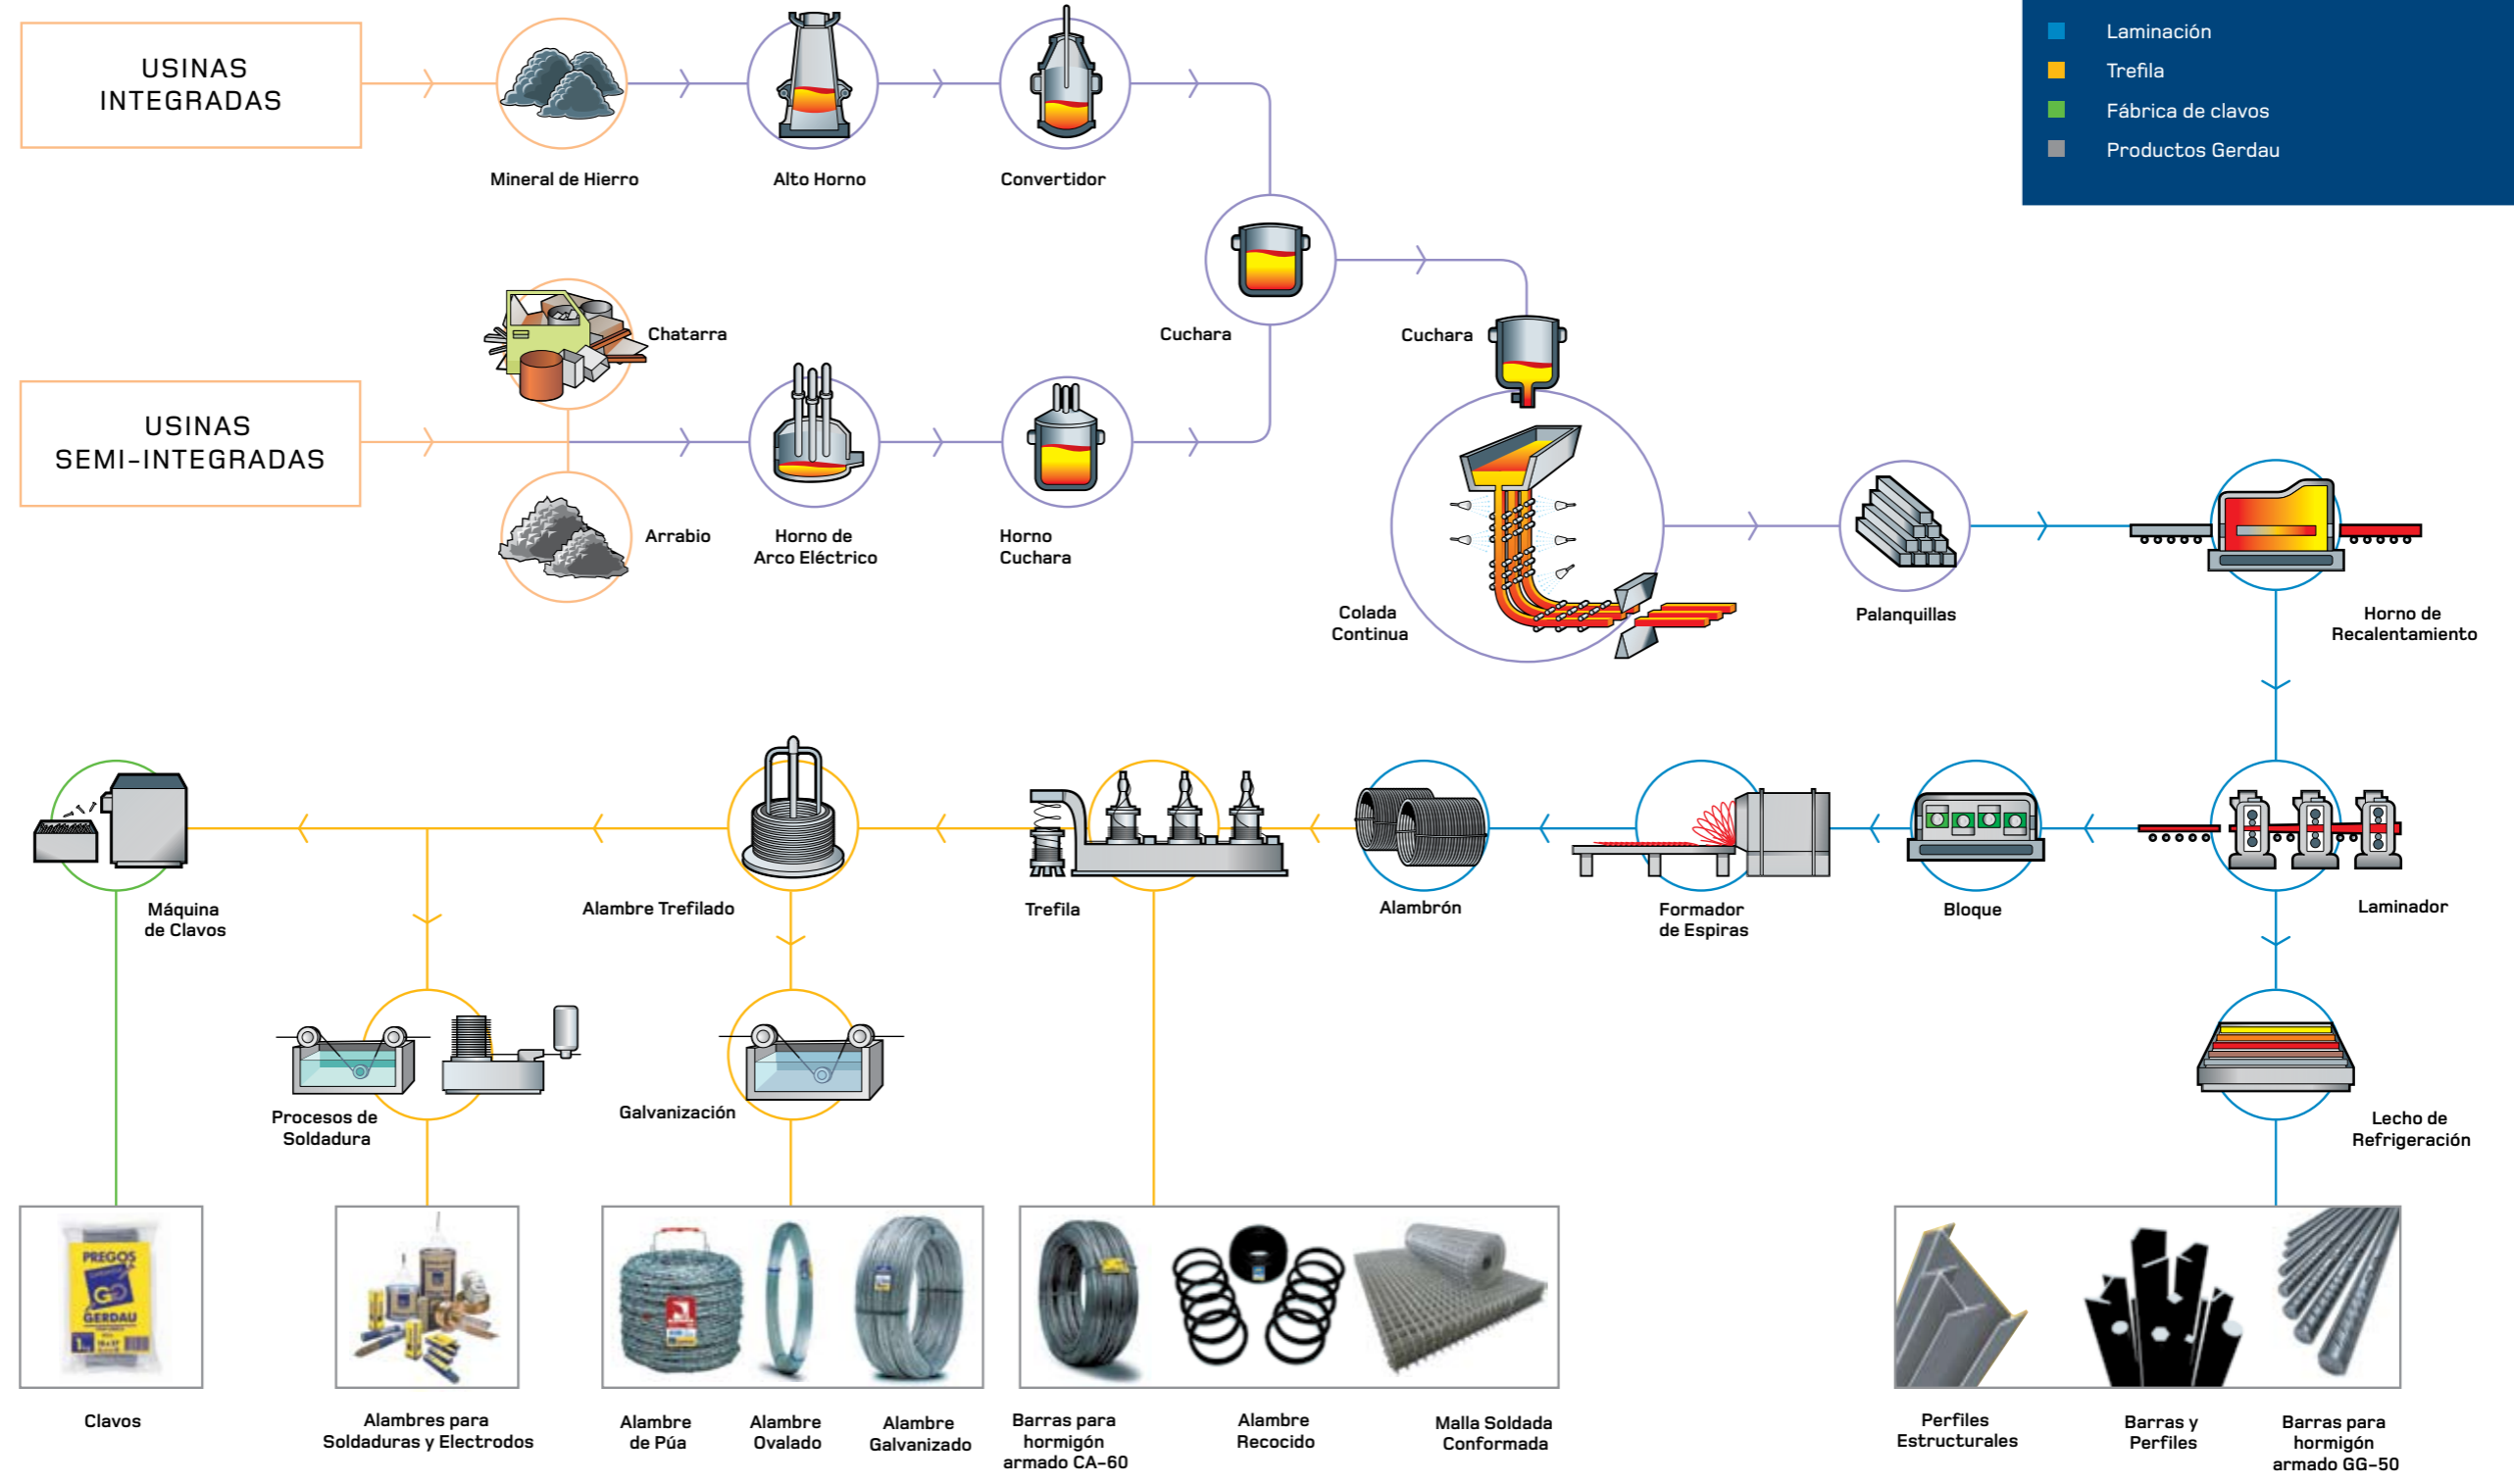 USINAS
INTEGRADAS
Mineral de Hierro
Alto Horno
Convertidor
Laminación
Trefila
Fábrica de clavos
Productos Gerdau
Cuchara
Cuchara
Chatarra
USINAS
SEMI-INTEGRADAS
Arrabio
Horno de
Arco Eléctrico
Horno
Cuchara
Colada
Continua
Palanquillas
Horno de
Recalentamiento
Máquina
de Clavos
Alambre Trefilado
Trefila
Alambrón
Formador
de Espiras
Bloque
Laminador
Procesos de
Soldadura
Galvanización
Lecho de
Refrigeración
PREGOS
GERDAU
Clavos
Alambres para
Soldaduras y Electrodos
Alambre
de Púa
Alambre
Ovalado
Alambre
Galvanizado
Barras para
hormigón
armado CA-60
Alambre
Recocido
Malla Soldada
Conformada
Perfiles
Estructurales
Barras y
Perfiles
Barras para
hormigón
armado GG-50